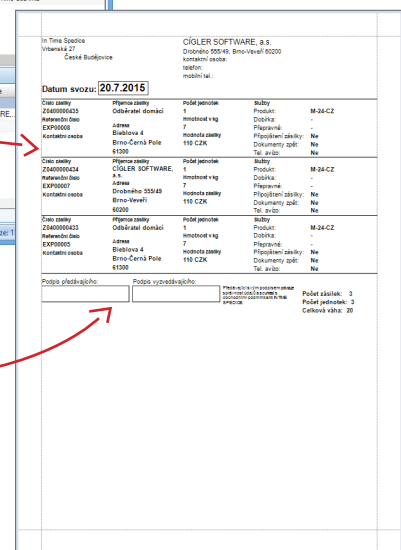 In Time Spedice
Vrbenská 27
České Budějovice
CÍGLER SOFTWARE, a.s.
Drobného 555/49, Brno-Veveří 60200
kontaktní osoba:
telefon:
mobilní tel.:
Datum svozu: 20.7.2015
Číslo zásilky Příjemce zásilky Počet jednotek Služby
Z0400000435 Odběratel domácí 1 Produkt: M-24-CZ
Referenční číslo Hmotnost v kg Dobírka: -
EXP00008 Adresa 7 Přepravné: -
Kontaktní osoba Bieblova 4 Hodnota zásilky Připojištení zásilky: Ne
Brno-Černá Pole 110 CZK Dokumenty zpět: Ne
61300 Tel. avízo: Ne
Číslo zásilky Příjemce zásilky Počet jednotek Služby
Z0400000434 CÍGLER SOFTWARE, 1 Produkt: M-24-CZ
Referenční číslo a.s. Hmotnost v kg Dobírka: -
EXP00007 Adresa 7 Přepravné: -
Kontaktní osoba Drobného 555/49 Hodnota zásilky Připojištení zásilky: Ne
Brno-Veveří 110 CZK Dokumenty zpět: Ne
60200 Tel. avízo: Ne
Číslo zásilky Příjemce zásilky Počet jednotek Služby
Z0400000433 Odběratel domácí 1 Produkt: M-24-CZ
Referenční číslo Hmotnost v kg Dobírka: -
EXP00005 Adresa 7 Přepravné: -
Kontaktní osoba Bieblova 4 Hodnota zásilky Připojištení zásilky: Ne
Brno-Černá Pole 110 CZK Dokumenty zpět: Ne
61300 Tel. avízo: Ne
Podpis předávajícího: Podpis vyzvedávajícího:
Počet zásilek: 3
Počet jednotek: 3
Celková váha: 20